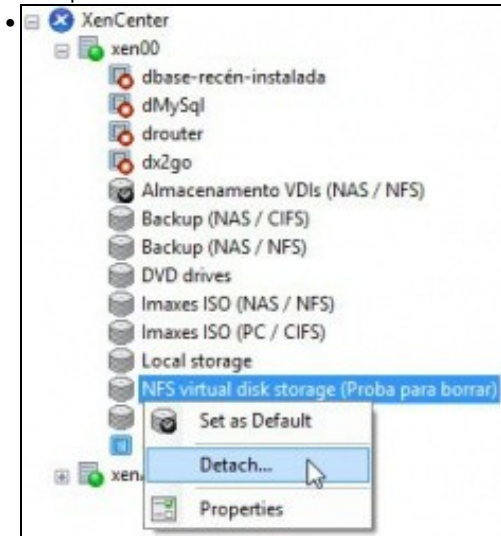 XenCenter
xen00
dbase-recén-instalada
dMySql
drouter
dx2go
Almacenamento VDIs (NAS / NFS)
Backup (NAS / CIFS)
Backup (NAS / NFS)
DVD drives
Imaxes ISO (NAS / NFS)
Imaxes ISO (PC / CIFS)
Local storage
NFS virtual disk storage (Proba para borrar)
Set as Default
Detach...
Properties